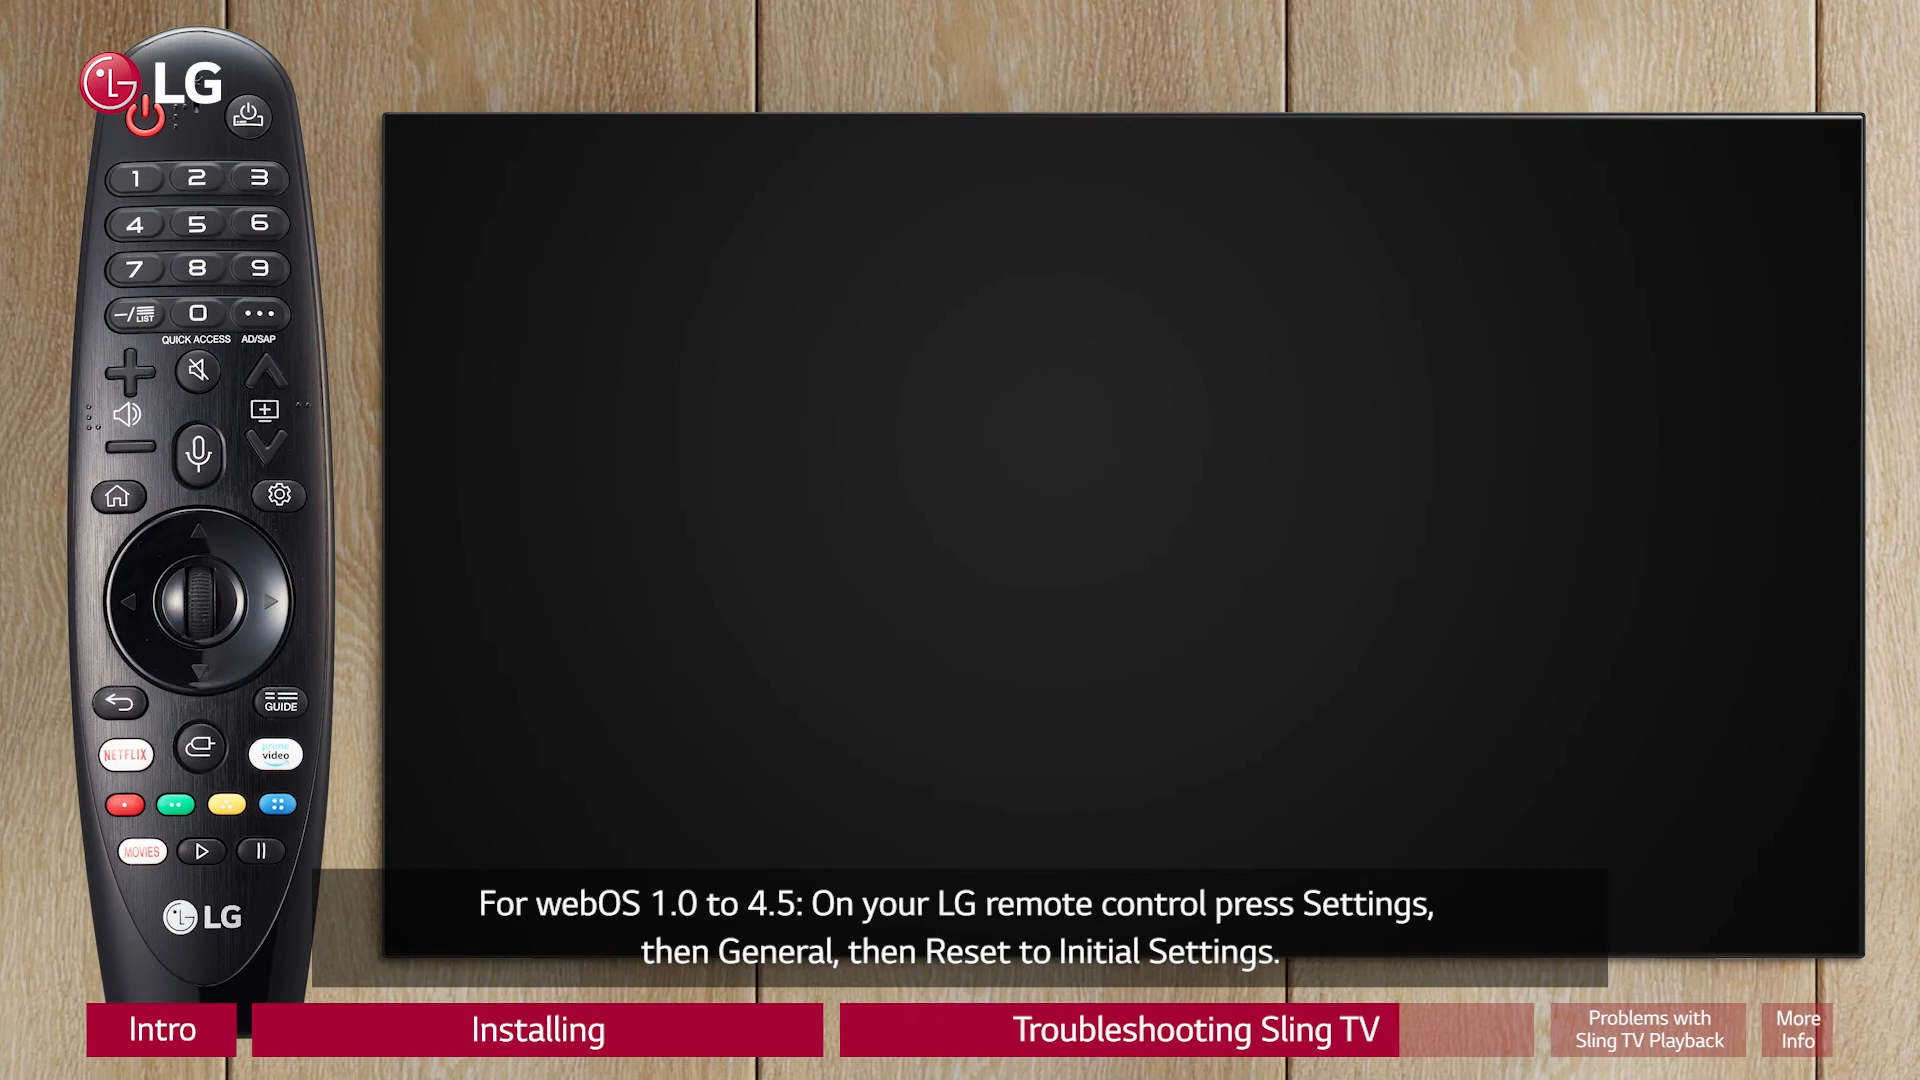 LG
1 2 3
4 5 6
7 8 9
-/LIST 0 ...
QUICK ACCESS AD/SAP
GUIDE
NETFLIX
prime video
MOVIES
LG
For webOS 1.0 to 4.5: On your LG remote control press Settings,
then General, then Reset to Initial Settings.
Intro
Installing
Troubleshooting Sling TV
Problems with
Sling TV Playback
More
Info